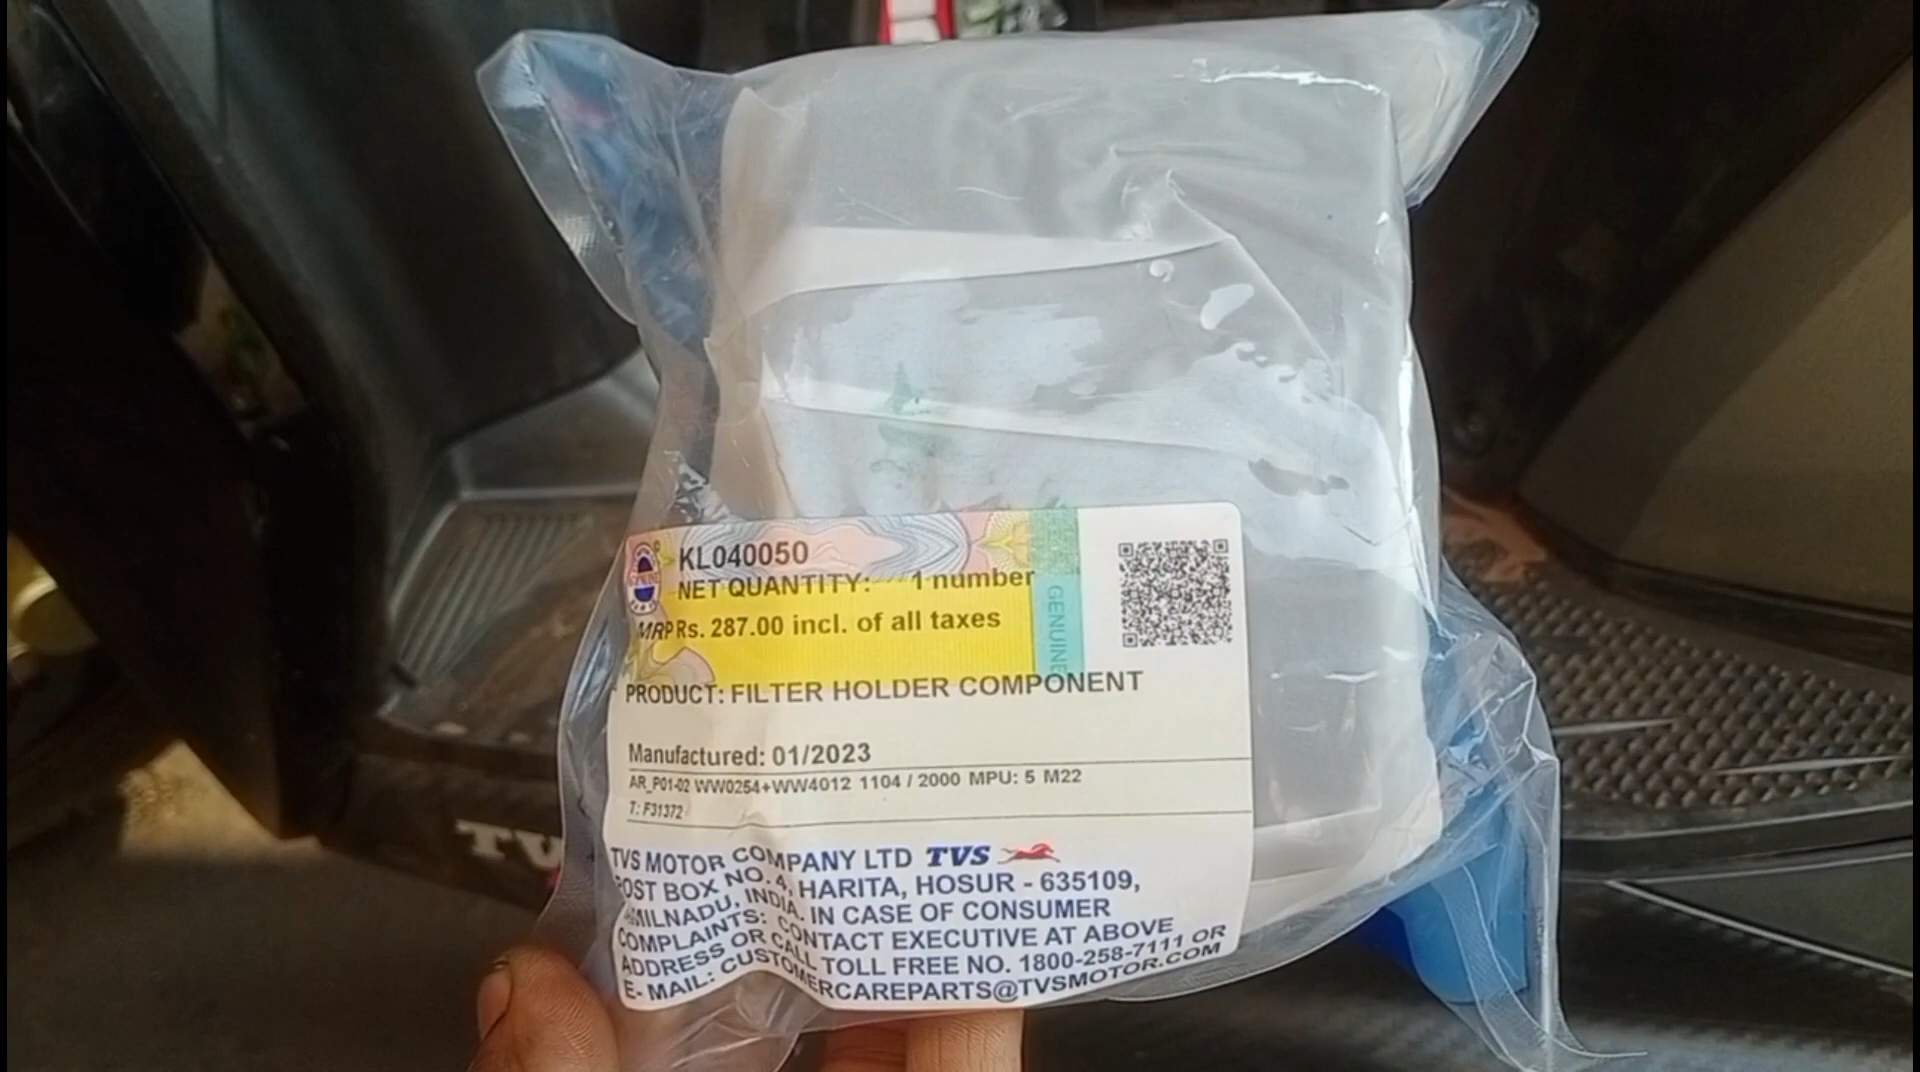 KL040050
NET QUANTITY: 1 number
MRP Rs. 287.00 incl. of all taxes
GENUINE
PRODUCT: FILTER HOLDER COMPONENT
Manufactured: 01/2023
AR_P01-02 WW0254+WW4012 1104 / 2000 MPU: 5 M22
T: F31372
TVS MOTOR COMPANY LTD TVS
POST BOX NO. 4, HARITA, HOSUR - 635109,
TAMILNADU, INDIA. IN CASE OF CONSUMER
COMPLAINTS: CONTACT EXECUTIVE AT ABOVE
ADDRESS OR CALL TOLL FREE NO. 1800-258-7111 OR
E- MAIL: CUSTOMERCAREPARTS@TVSMOTOR.COM
TV